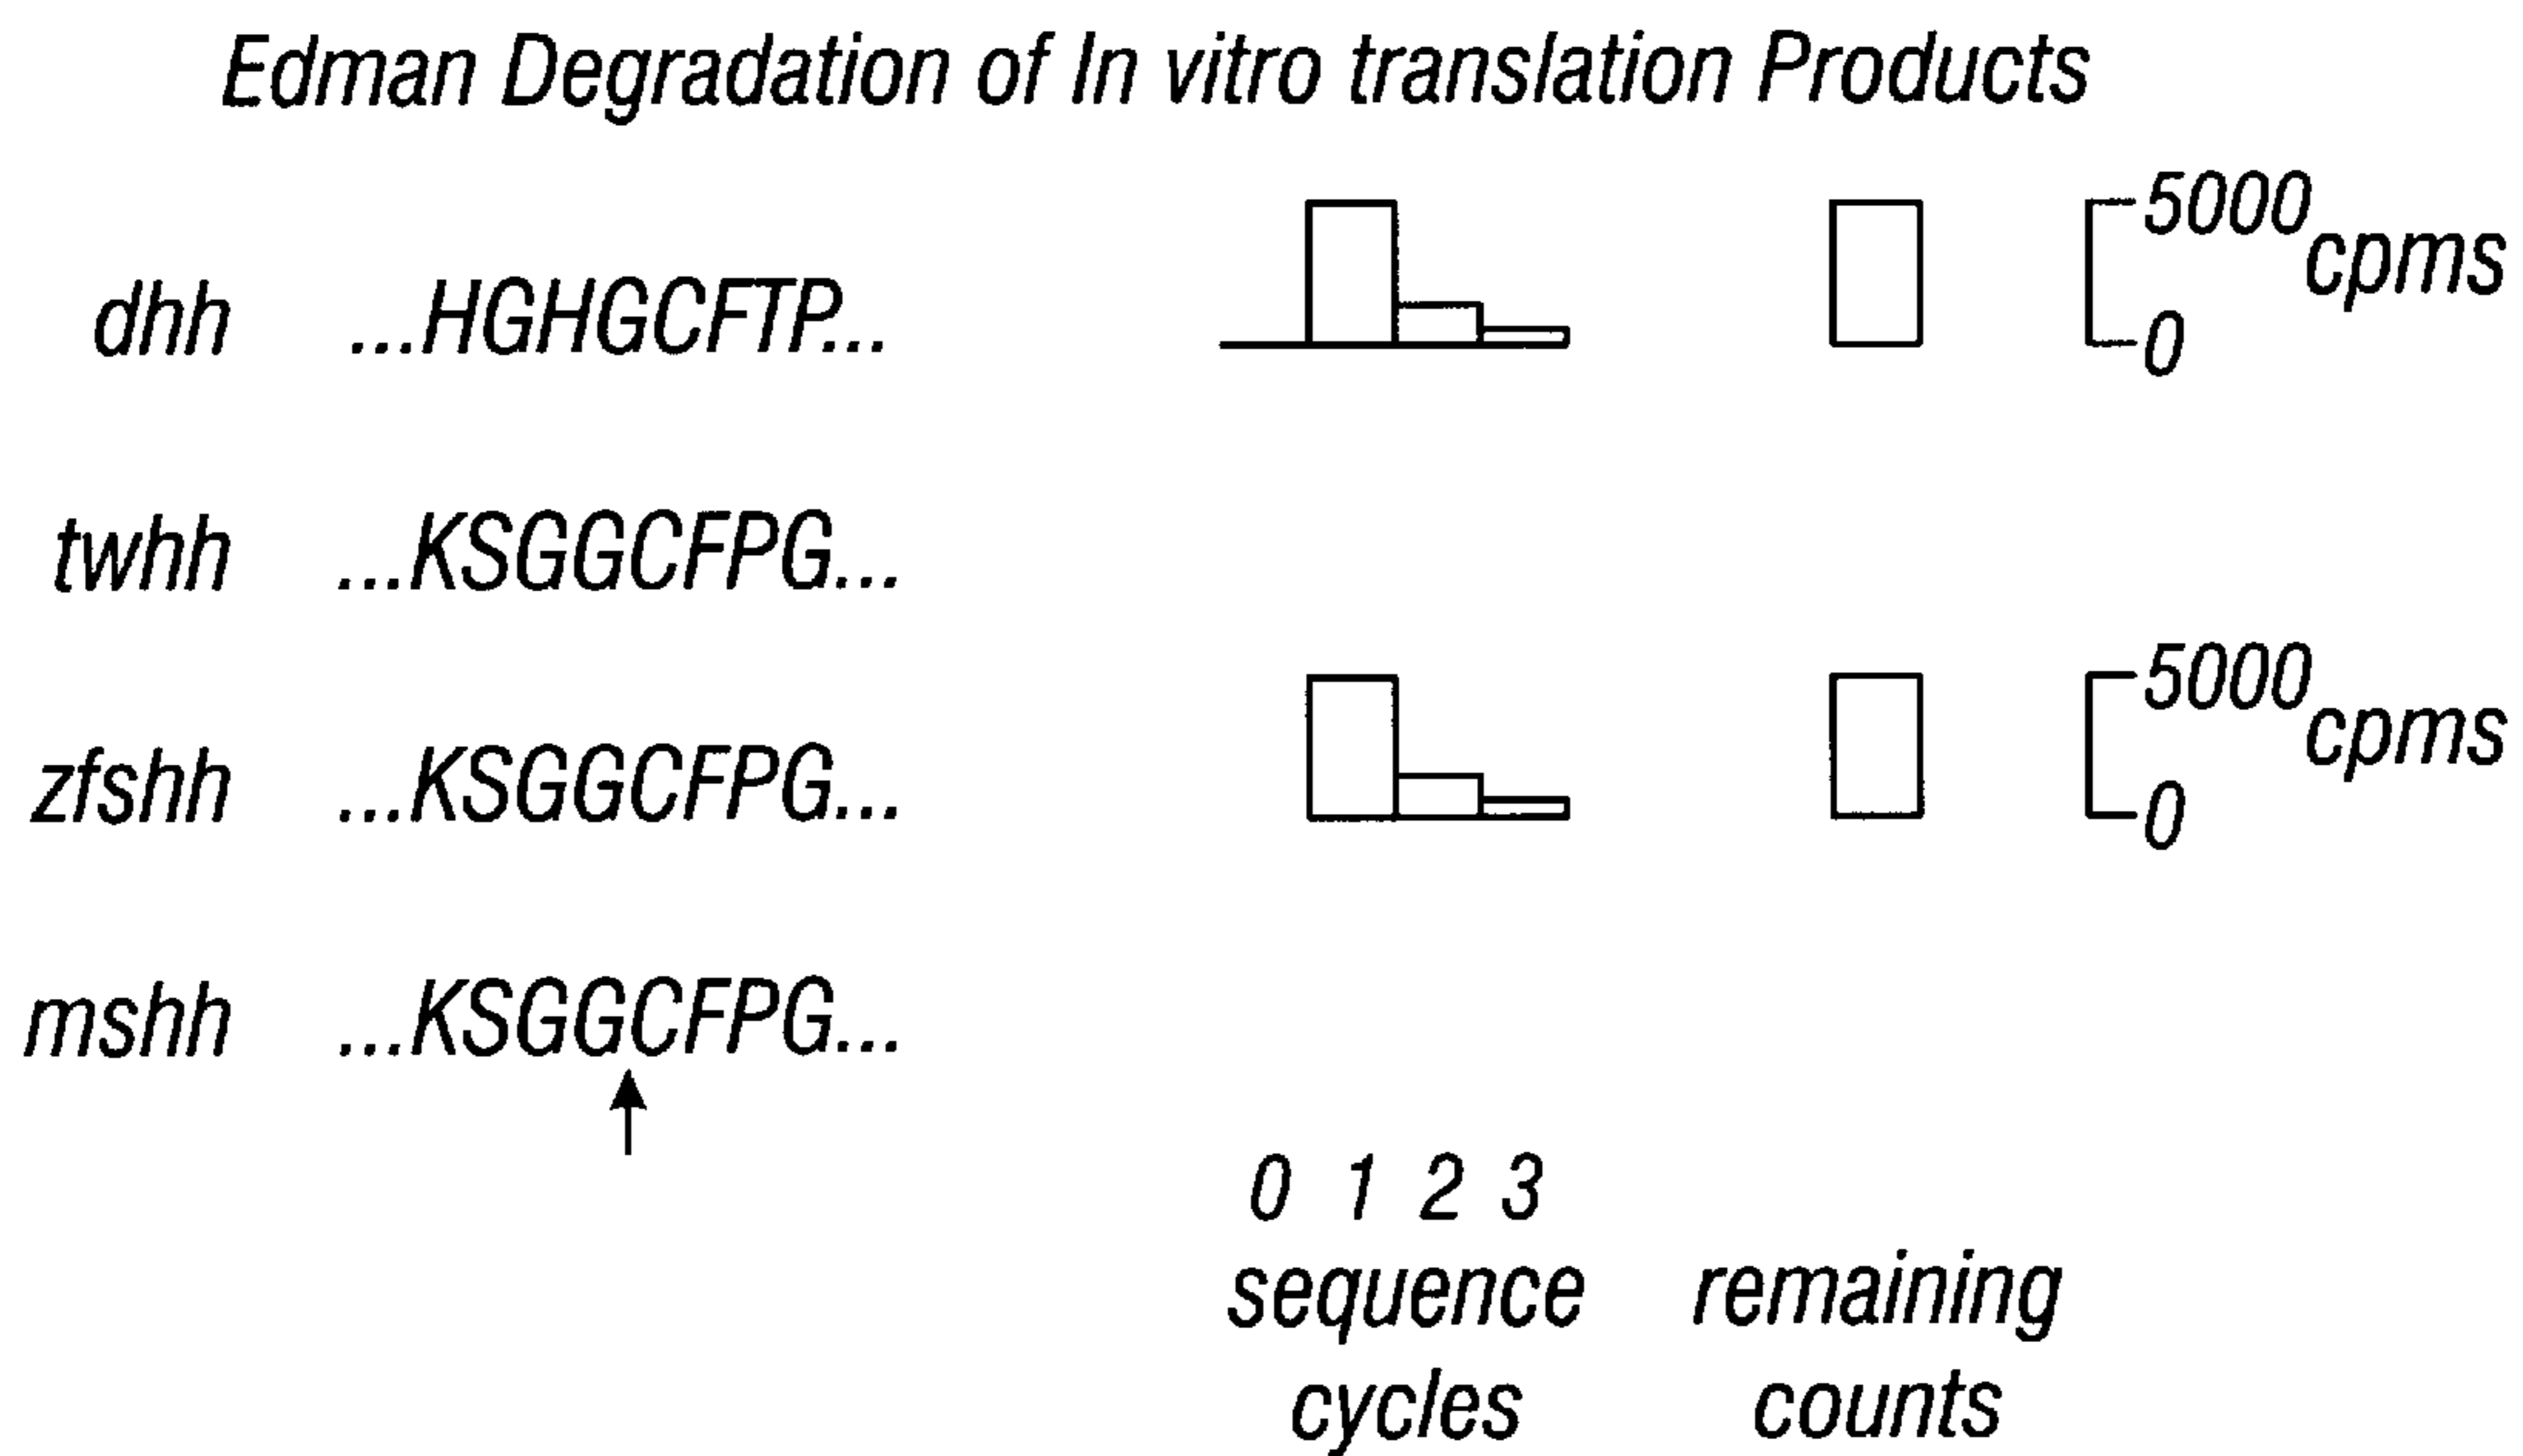 Edman Degradation of In vitro translation Products
5000
cpms
dhh ...HGHGCFTP...
0
twhh ...KSGGCFPG...
5000
cpms
zfshh ...KSGGCFPG...
0
mshh ...KSGGCFPG...
0 1 2 3
sequence remaining
cycles counts